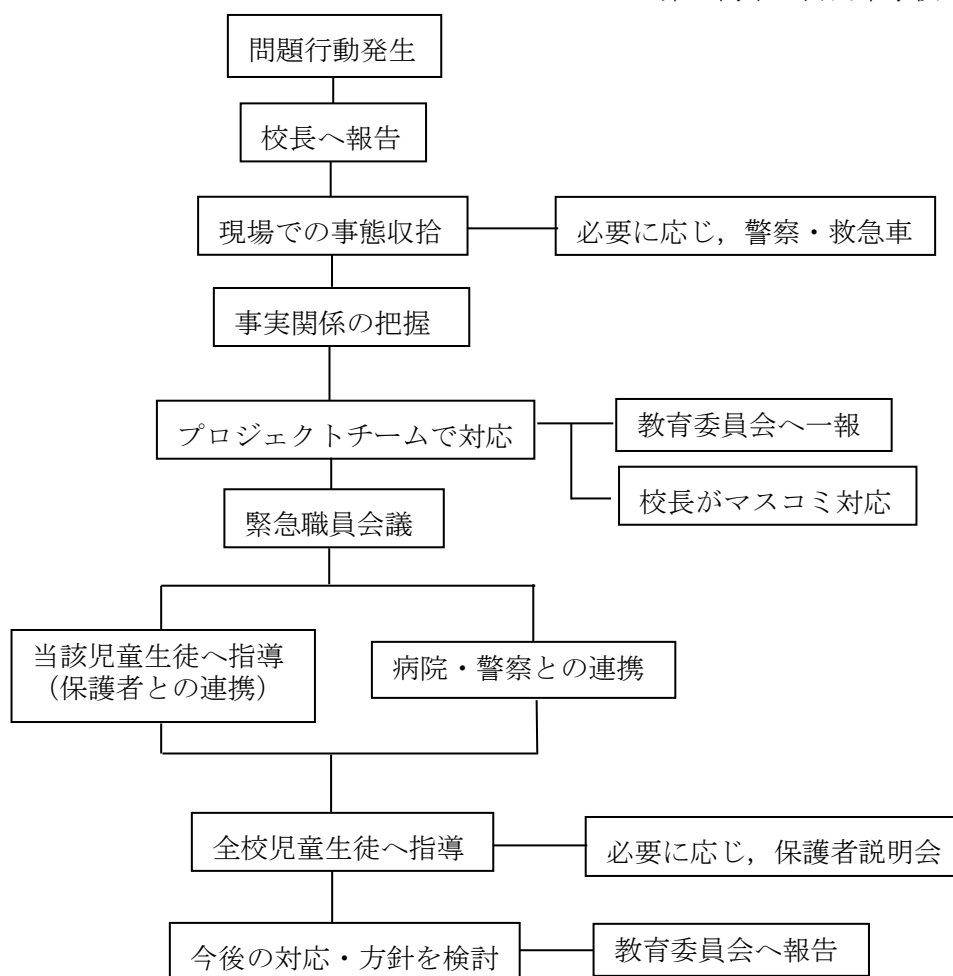 問題行動発生
校長へ報告
現場での事態収拾
必要に応じ，警察・救急車
事実関係の把握
プロジェクトチームで対応
教育委員会へ一報
校長がマスコミ対応
緊急職員会議
当該児童生徒へ指導
（保護者との連携）
病院・警察との連携
全校児童生徒へ指導
必要に応じ，保護者説明会
今後の対応・方針を検討
教育委員会へ報告